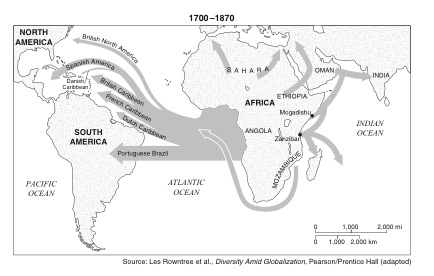 1700–1870
NORTH
AMERICA
British North America
Spanish America
Danish
Caribbean
British Caribbean
French Caribbean
Dutch Caribbean
SAHARA
OMAN
INDIA
ETHIOPIA
AFRICA
Mogadishu
INDIAN
OCEAN
ANGOLA
Zanzibar
SOUTH
AMERICA
Portuguese Brazil
MOZAMBIQUE
PACIFIC
OCEAN
ATLANTIC
OCEAN
0 1,000 2,000 mi
0 1,000 2,000 km
Source: Les Rowntree et al., Diversity Amid Globalization, Pearson/Prentice Hall (adapted)